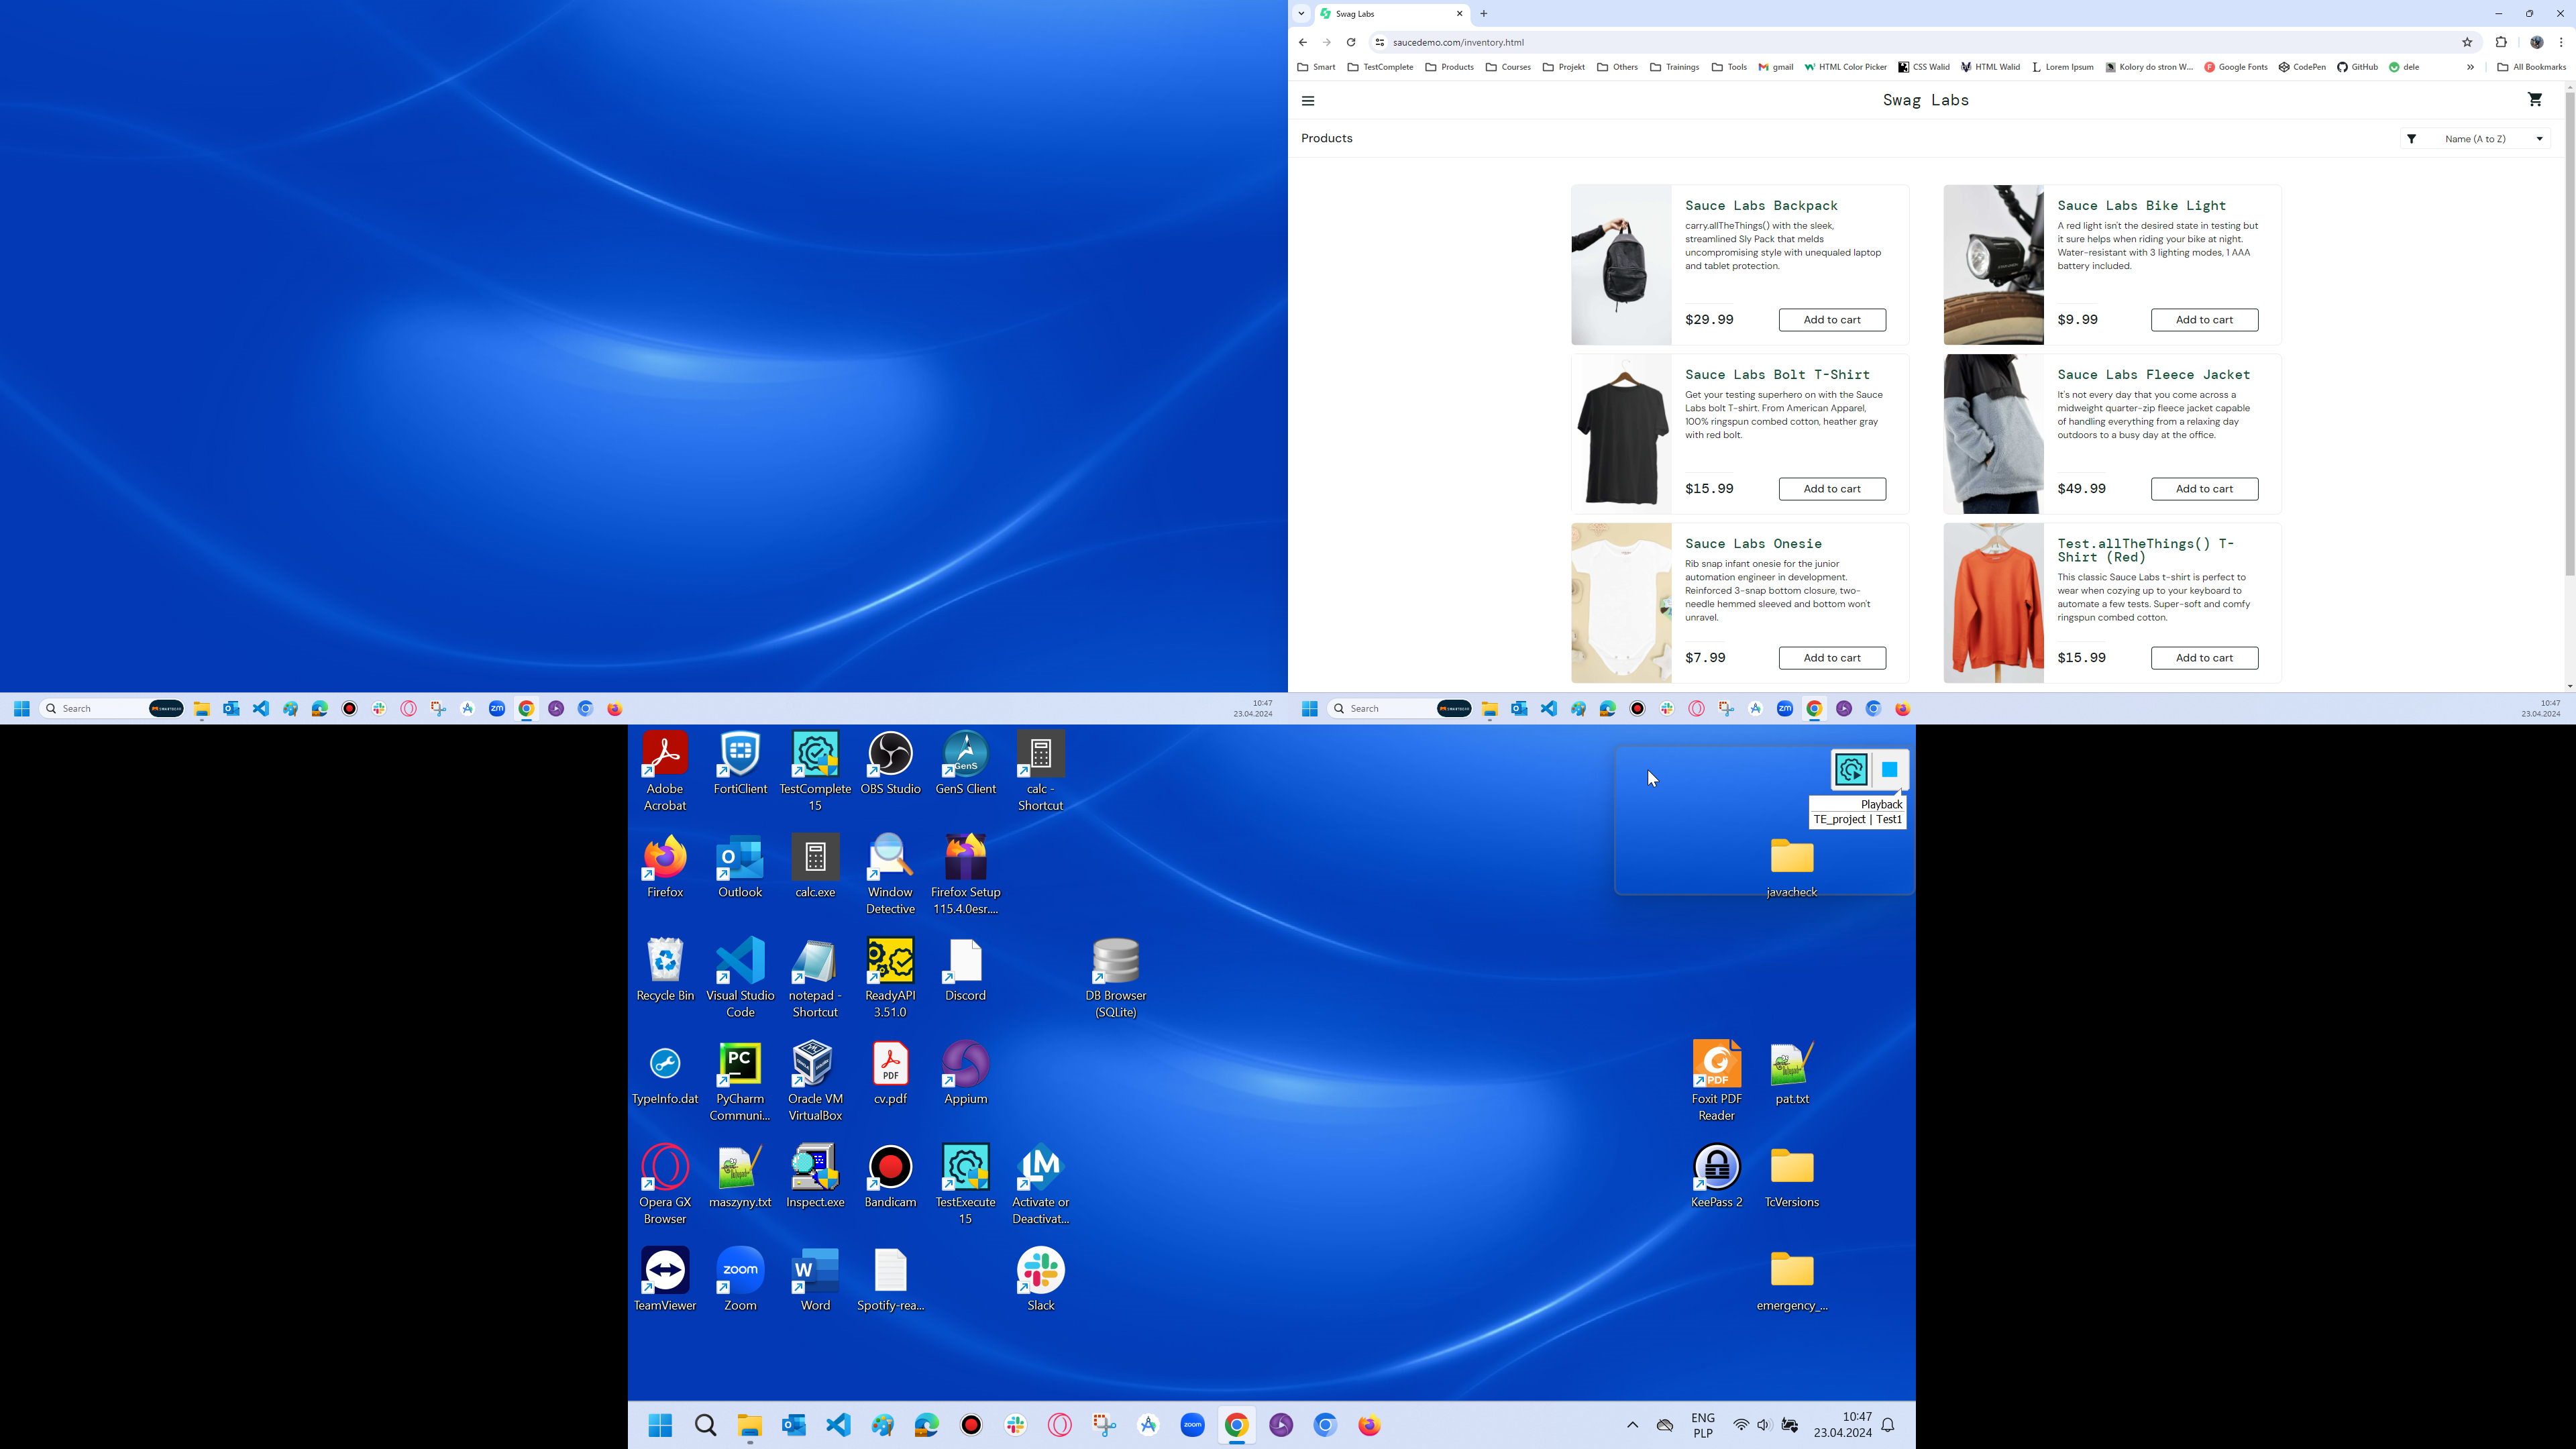 Swag Labs
saucedemo.com/inventory.html
Smart TestComplete Products Courses Projekt Others Trainings Tools gmail HTML Color Picker CSS Walid HTML Walid Lorem Ipsum Kolory do stron W... Google Fonts CodePen GitHub dele All Bookmarks
Swag Labs
Products
Name (A to Z)
Sauce Labs Backpack
carry.allTheThings() with the sleek,
streamlined Sly Pack that melds
uncompromising style with unequaled laptop
and tablet protection.
$29.99 Add to cart
Sauce Labs Bike Light
A red light isn't the desired state in testing but
it sure helps when riding your bike at night.
Water-resistant with 3 lighting modes, 1 AAA
battery included.
$9.99 Add to cart
Sauce Labs Bolt T-Shirt
Get your testing superhero on with the Sauce
Labs bolt T-shirt. From American Apparel,
100% ringspun combed cotton, heather gray
with red bolt.
$15.99 Add to cart
Sauce Labs Fleece Jacket
It's not every day that you come across a
midweight quarter-zip fleece jacket capable
of handling everything from a relaxing day
outdoors to a busy day at the office.
$49.99 Add to cart
Sauce Labs Onesie
Rib snap infant onesie for the junior
automation engineer in development.
Reinforced 3-snap bottom closure, two-
needle hemmed sleeved and bottom won't
unravel.
$7.99 Add to cart
Test.allTheThings() T-
Shirt (Red)
This classic Sauce Labs t-shirt is perfect to
wear when cozying up to your keyboard to
automate a few tests. Super-soft and comfy
ringspun combed cotton.
$15.99 Add to cart
Search
zm
10:47
23.04.2024
Search
zm
10:47
23.04.2024
Adobe
Acrobat
FortiClient
TestComplete
15
OBS Studio
GenS
GenS Client
calc -
Shortcut
Playback
TE_project | Test1
Firefox
Outlook
calc.exe
Window
Detective
Firefox Setup
115.4.0esr....
javacheck
Recycle Bin
Visual Studio
Code
notepad -
Shortcut
ReadyAPI
3.51.0
Discord
DB Browser
(SQLite)
TypeInfo.dat
PC
PyCharm
Communi...
Oracle VM
VirtualBox
PDF
cv.pdf
Appium
PDF
Foxit PDF
Reader
pat.txt
Opera GX
Browser
maszyny.txt
Inspect.exe
Bandicam
TestExecute
15
LM
Activate or
Deactivat...
KeePass 2
TcVersions
TeamViewer
zoom
Zoom
W
Word
Spotify-rea...
Slack
emergency_...
zoom
ENG
PLP
10:47
23.04.2024